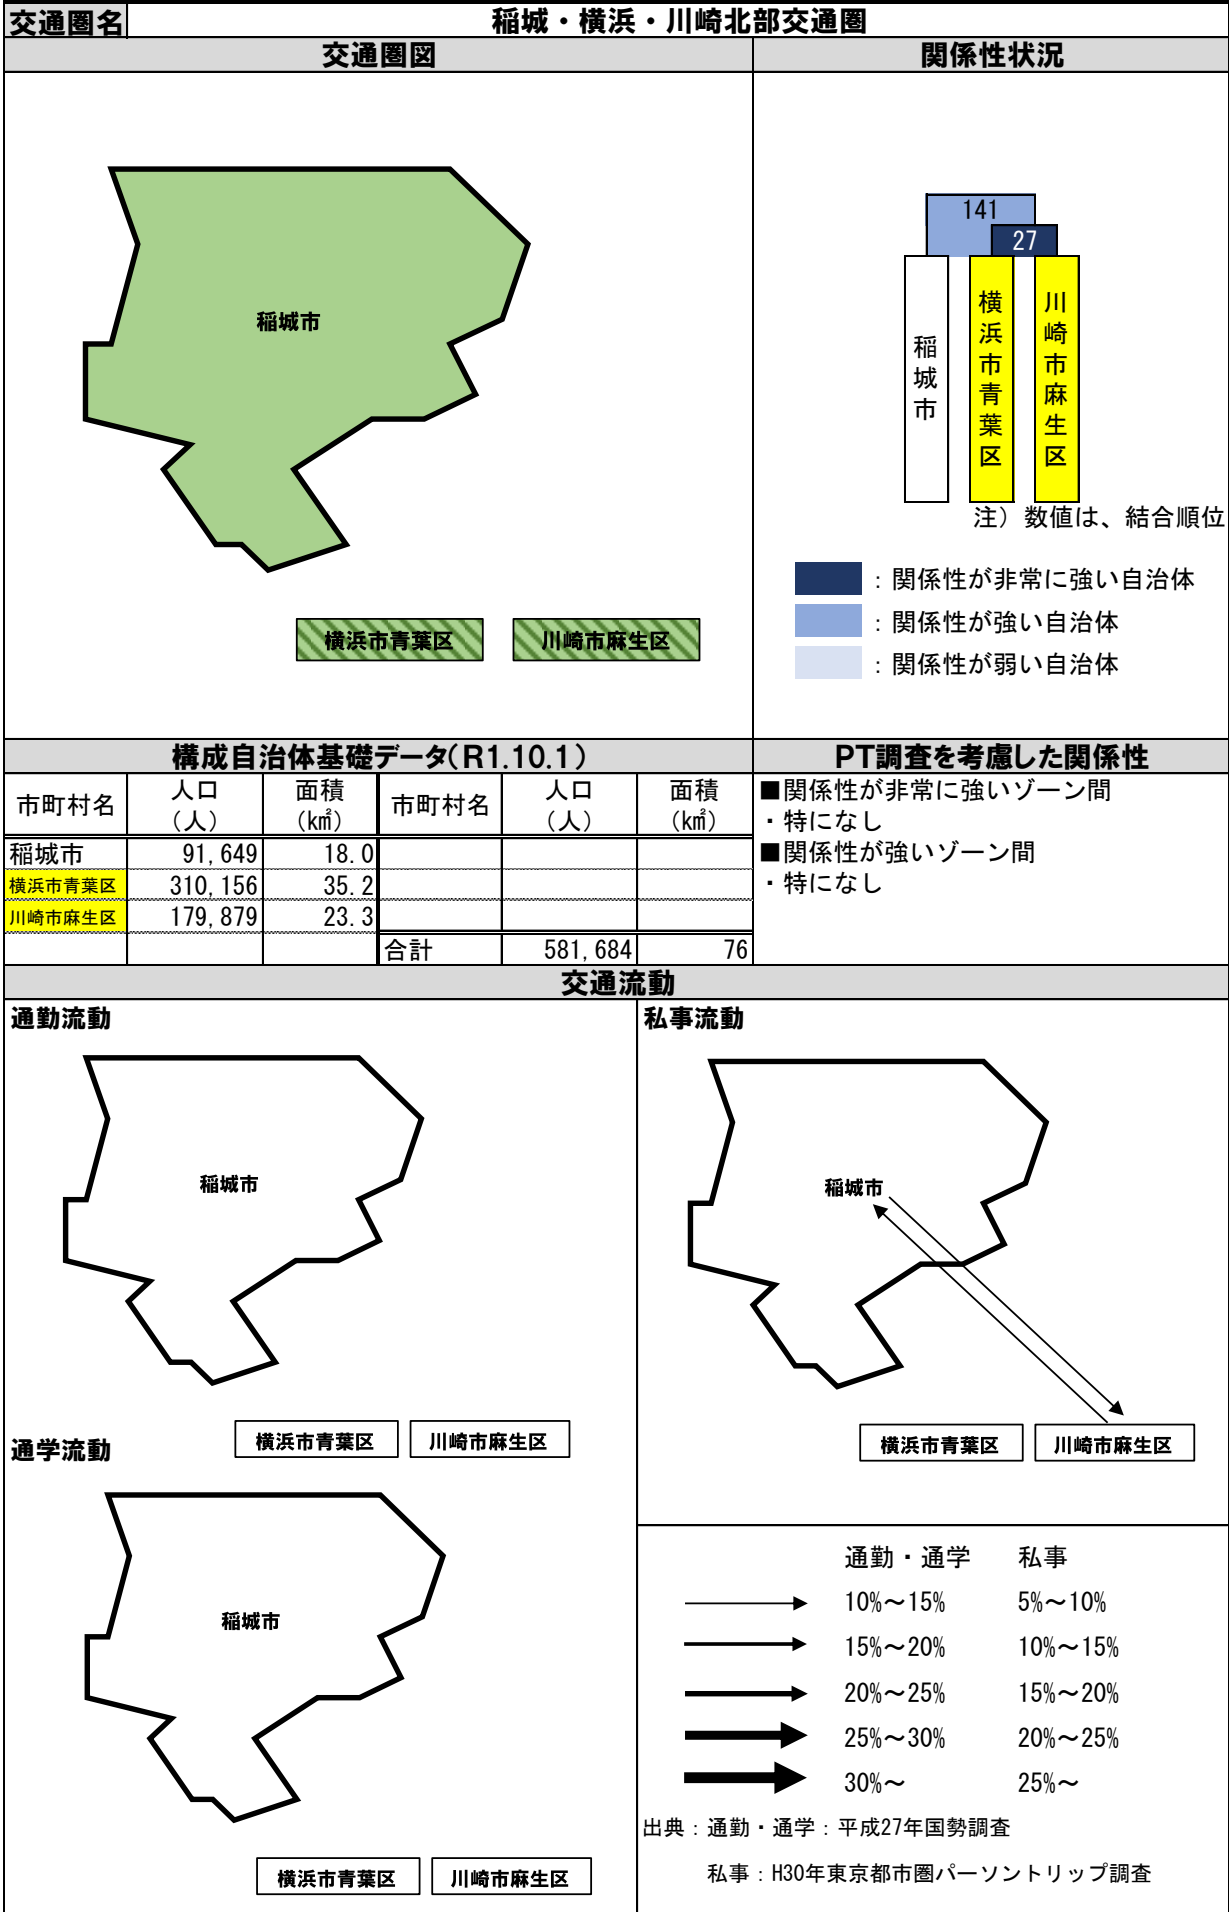 交通圏名
稲城・横浜・川崎北部交通圏
交通圏図
関係性状況
稲城市
横浜市青葉区
川崎市麻生区
141
27
稲城市
横浜市青葉区
川崎市麻生区
注）数値は、結合順位
：関係性が非常に強い自治体
：関係性が強い自治体
：関係性が弱い自治体
構成自治体基礎データ(R1.10.1)
PT調査を考慮した関係性
市町村名 人口（人） 面積（㎢） 市町村名 人口（人） 面積（㎢）
稲城市 91,649 18.0
横浜市青葉区 310,156 35.2
川崎市麻生区 179,879 23.3
合計 581,684 76
■関係性が非常に強いゾーン間
・特になし
■関係性が強いゾーン間
・特になし
交通流動
通勤流動
稲城市
横浜市青葉区
川崎市麻生区
通学流動
稲城市
横浜市青葉区
川崎市麻生区
私事流動
稲城市
横浜市青葉区
川崎市麻生区
通勤・通学 私事
10%～15% 5%～10%
15%～20% 10%～15%
20%～25% 15%～20%
25%～30% 20%～25%
30%～ 25%～
出典：通勤・通学：平成27年国勢調査
私事：H30年東京都市圏パーソントリップ調査